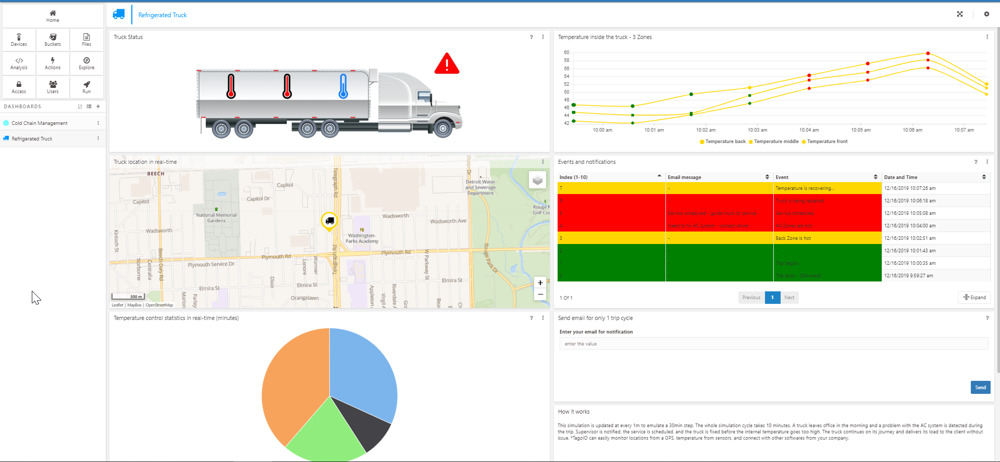 Home
Devices
Buckets
Files
Analysis
Actions
Explore
Access
Users
Run
DASHBOARDS
Cold Chain Management
Refrigerated Truck
Refrigerated Truck
Truck Status
Temperature inside the truck - 3 Zones
60
58
56
54
52
50
48
46
44
42
10:00 am 10:01 am 10:02 am 10:03 am 10:04 am 10:05 am 10:06 am 10:07 am
Temperature back Temperature middle Temperature front
Truck location in real-time
BEECH
Capitol
Capitol Dr
Capitol
Telegraph Rd
Outer Dr
Detroit Water
and Sewerage
Department
Rouge
Golf Cou
National Memorial
Gardens
Wadsworth
Wadsworth
Wadsworth Ave
Washington-
Parks Academy
Kinloch St
Beech Daly Rd
Norborne
Centralia
Plymouth Rd
Plymouth Rd
Plymouth Service Dr
Lenore
Wormer
Telegraph Rd
W Parkway St
Rouge Park Dr
Dixie
Elmira St
Elmira St
Elmira St
Orangelawn
Marion
Farley
Appleton
Virgil
Riverdale
300 m
+
−
Leaflet | MapBox | OpenStreetMap
Events and notifications
Index (1-10) Email message Event Date and Time
7 - Temperature is recovering... 12/16/2019 10:07:26 am
6 - Truck is being repaired 12/16/2019 10:06:18 am
5 Service scheduled - guide truck to service Service scheduled 12/16/2019 10:05:08 am
4 Need to fix AC system - contact driver All Zones are hot 12/16/2019 10:04:00 am
3 - Back Zone is hot 12/16/2019 10:02:51 am
2 - - 12/16/2019 10:01:43 am
1 - Trip begins 12/16/2019 10:00:35 am
0 - Trip ends - Delivered! 12/16/2019 9:59:27 am
1 Of 1
Previous 1 Next
Expand
Temperature control statistics in real-time (minutes)
Send email for only 1 trip cycle
Enter your email for notification
enter the value
Send
How it works
This simulation is updated at every 1m to emulate a 30min step. The whole simulation cycle takes 10 minutes. A truck leaves office in the morning and a problem with the AC system is detected during
the trip. Supervisor is notified, the service is scheduled, and the truck is fixed before the internal temperature goes too high. The truck continues on its journey and delivers its load to the client without
issue. *TagoIO can easily monitor locations from a GPS, temperature from sensors, and connect with other softwares from your company.